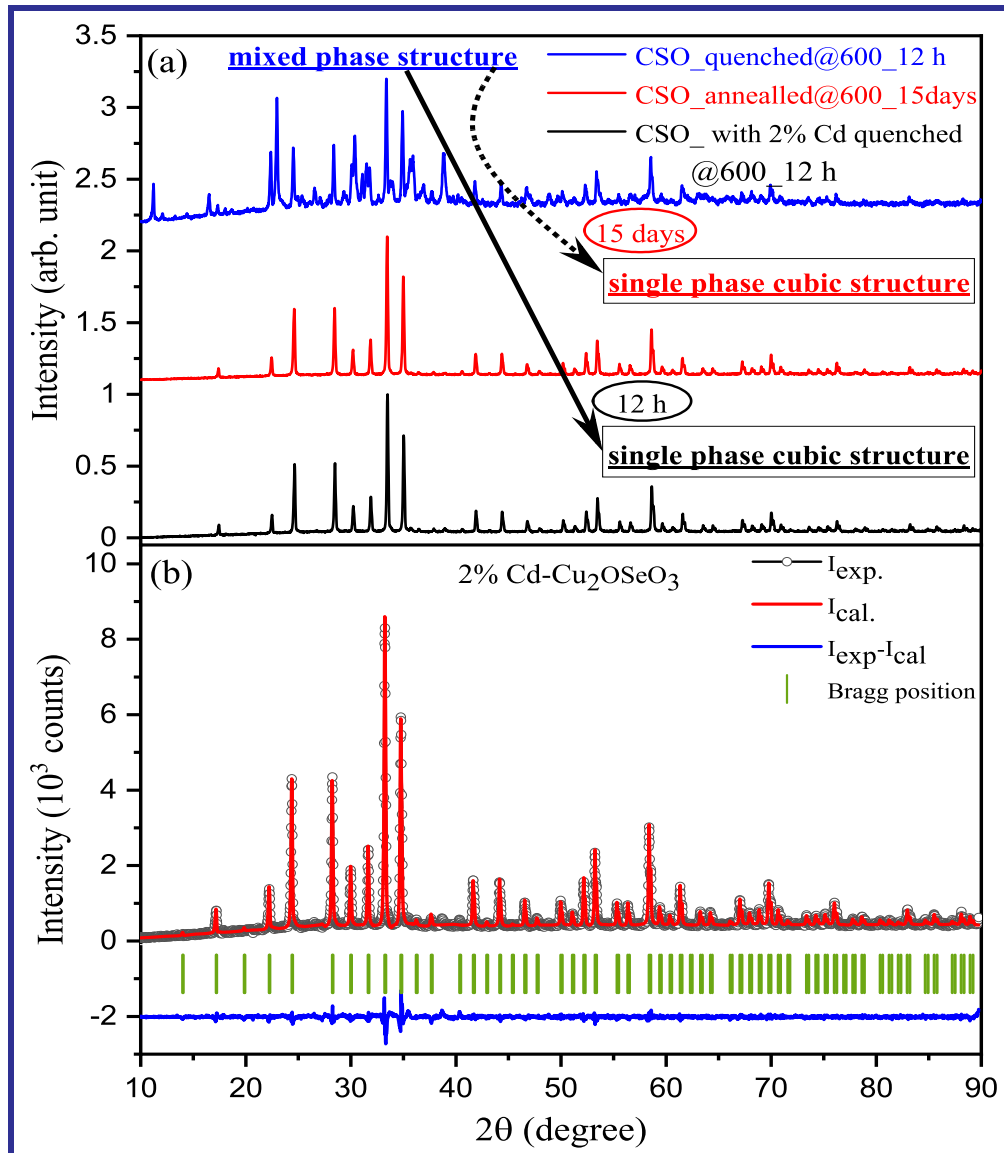 3.5
(a)
mixed phase structure
CSO_quenched@600_12 h
CSO_annealled@600_15days
CSO_ with 2% Cd quenched
@600_12 h
3
2.5
15 days
2
single phase cubic structure
1.5
12 h
1
single phase cubic structure
0.5
0
Intensity (arb. unit)
10
(b)
2% Cd-Cu₂OSeO₃
Iexp.
Ical.
Iexp-Ical
Bragg position
8
6
4
2
0
-2
Intensity (10³ counts)
10 20 30 40 50 60 70 80 90
2θ (degree)